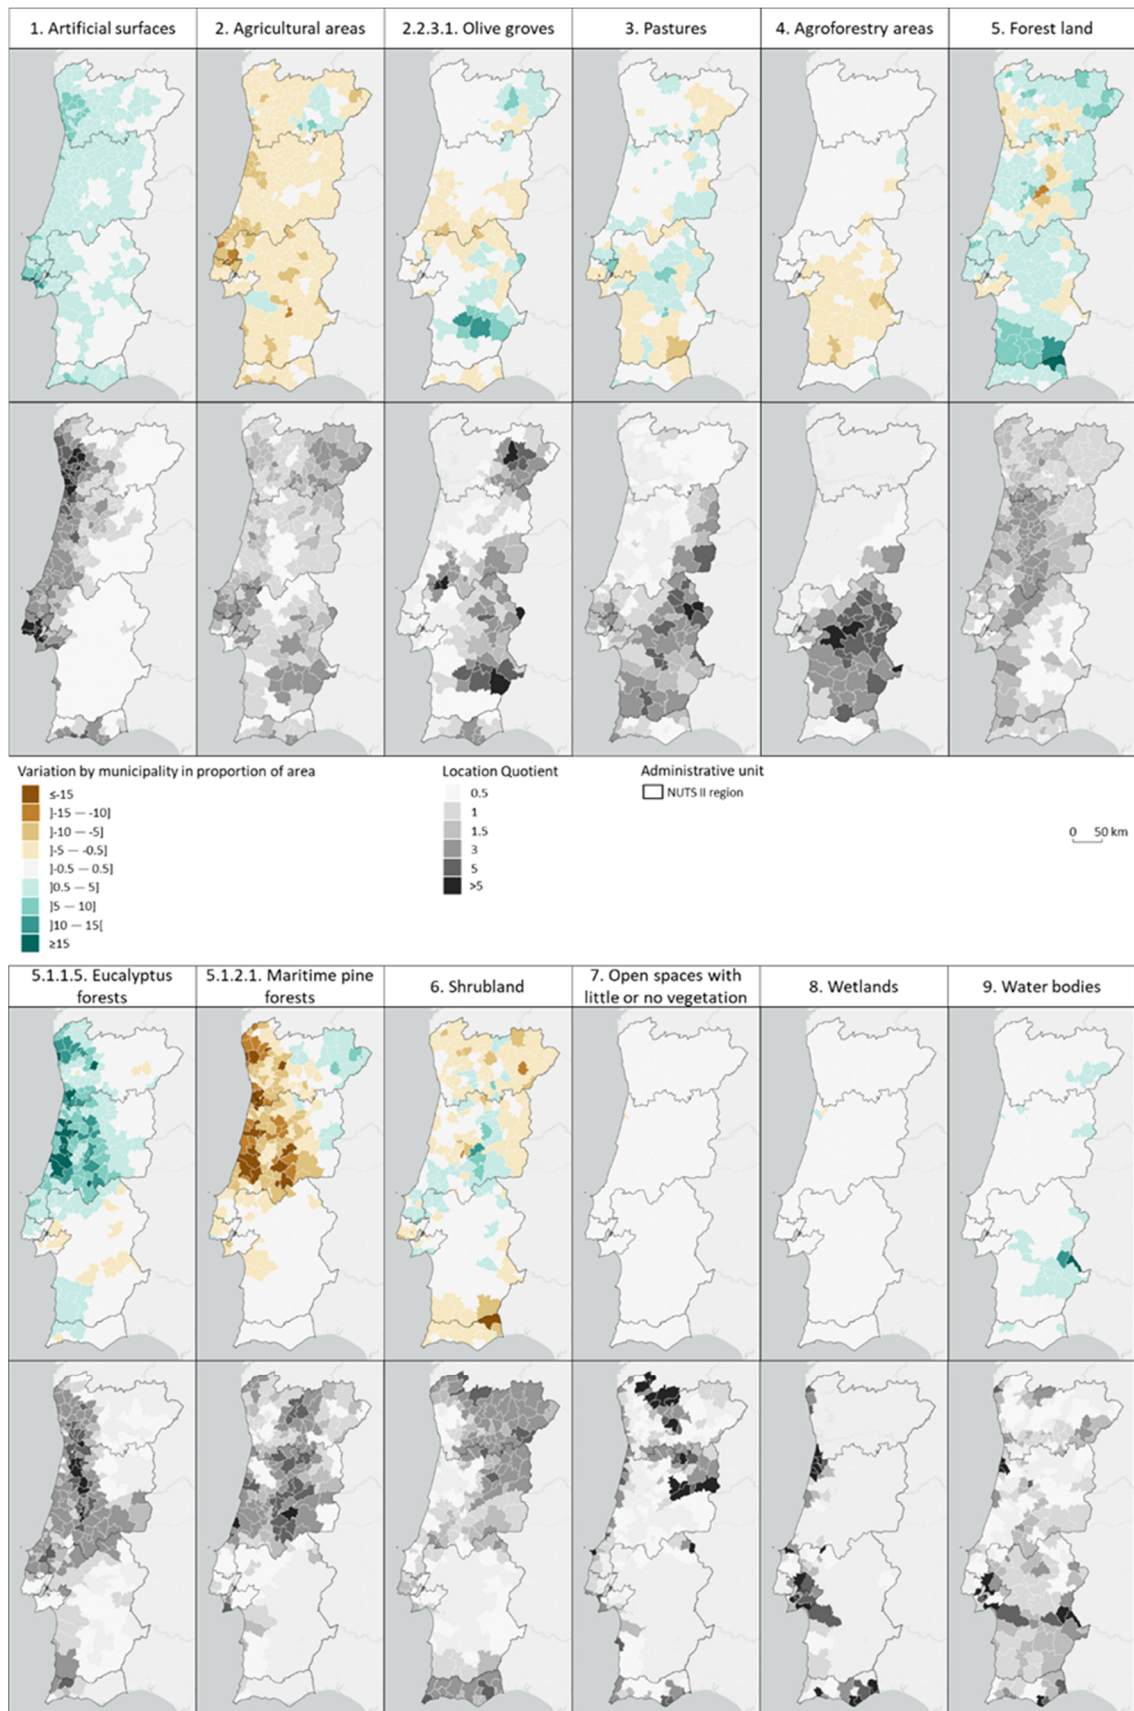 1. Artificial surfaces
2. Agricultural areas
2.2.3.1. Olive groves
3. Pastures
4. Agroforestry areas
5. Forest land
Variation by municipality in proportion of area
≤-15
]-15 — -10]
]-10 — -5]
]-5 — -0.5]
]-0.5 — 0.5]
]0.5 — 5]
]5 — 10]
]10 — 15[
≥15
Location Quotient
0.5
1
1.5
3
5
>5
Administrative unit
NUTS II region
0 50 km
5.1.1.5. Eucalyptus
forests
5.1.2.1. Maritime pine
forests
6. Shrubland
7. Open spaces with
little or no vegetation
8. Wetlands
9. Water bodies